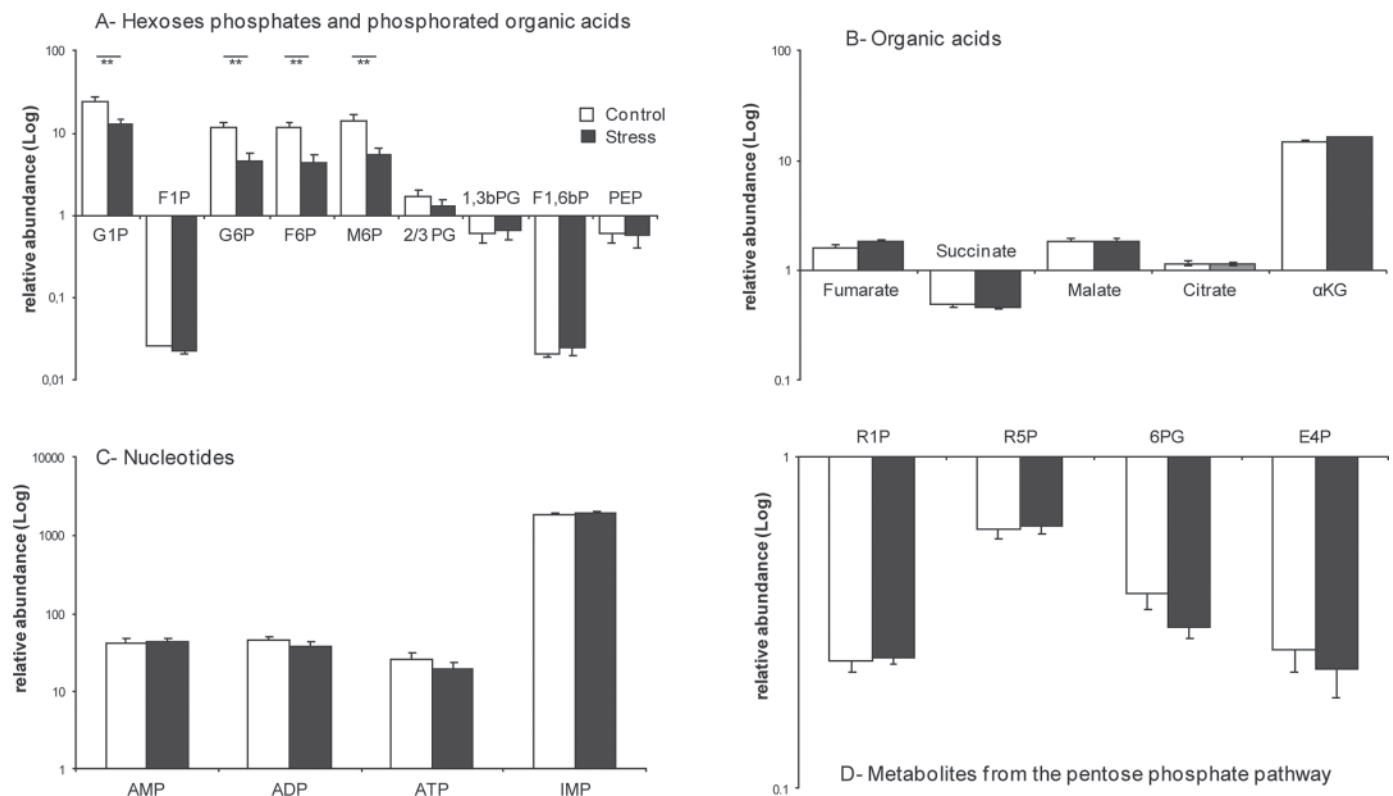 A- Hexoses phosphates and phosphorated organic acids
relative abundance (Log)
100
10
1
0,1
0,01
** ** ** **
Control
Stress
F1P 1,3bPG F1,6bP PEP
G1P G6P F6P M6P 2/3 PG
B- Organic acids
relative abundance (Log)
100
10
1
0.1
Succinate
Fumarate Malate Citrate αKG
C- Nucleotides
relative abundance (Log)
10000
1000
100
10
1
AMP ADP ATP IMP
R1P R5P 6PG E4P
relative abundance (Log)
1
0.1
D- Metabolites from the pentose phosphate pathway